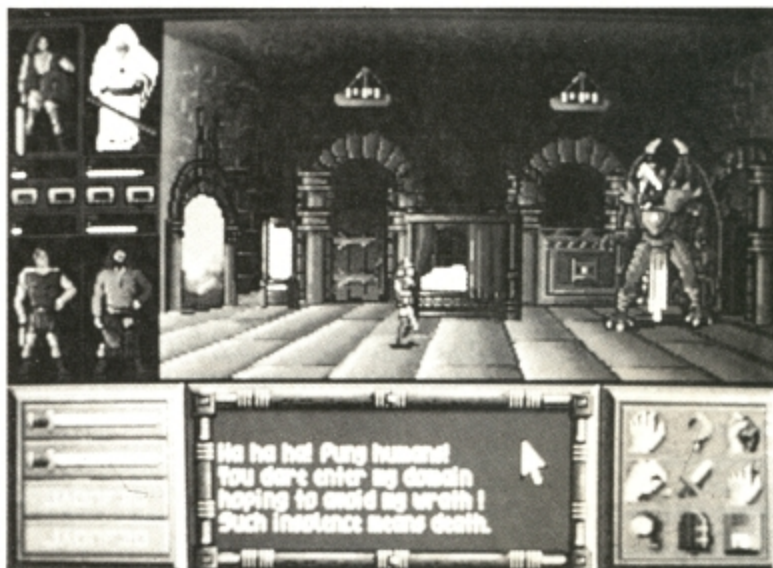 Ha ha ha! Puny humans!
You dare enter my domain
hoping to avoid my wrath !
Such insolence means death.